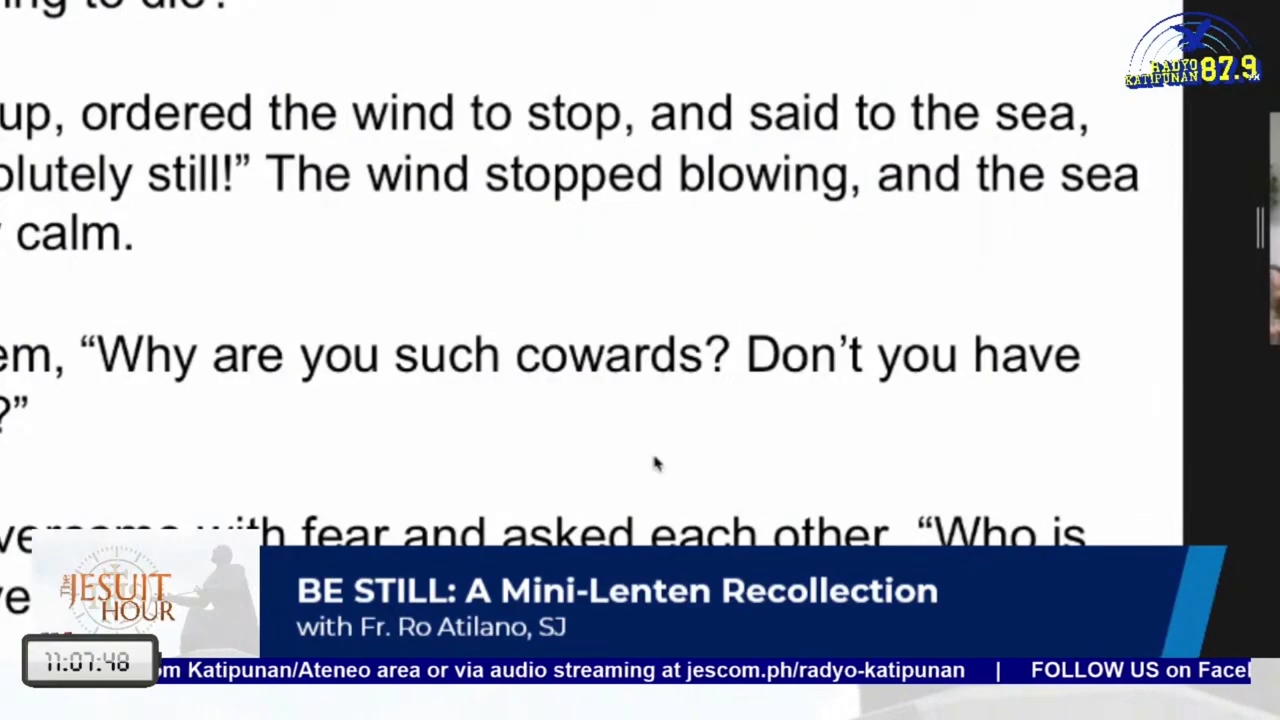 RADYO
KATIPUNAN 87.9
up, ordered the wind to stop, and said to the sea,
still!” The wind stopped blowing, and the sea
calm.
“Why are you such cowards? Don’t you have
?”
with fear and asked each other, “Who is
THE
JESUIT
HOUR
BE STILL: A Mini-Lenten Recollection
with Fr. Ro Atilano, SJ
11:07:48
om Katipunan/Ateneo area or via audio streaming at jescom.ph/radyo-katipunan | FOLLOW US on Facel